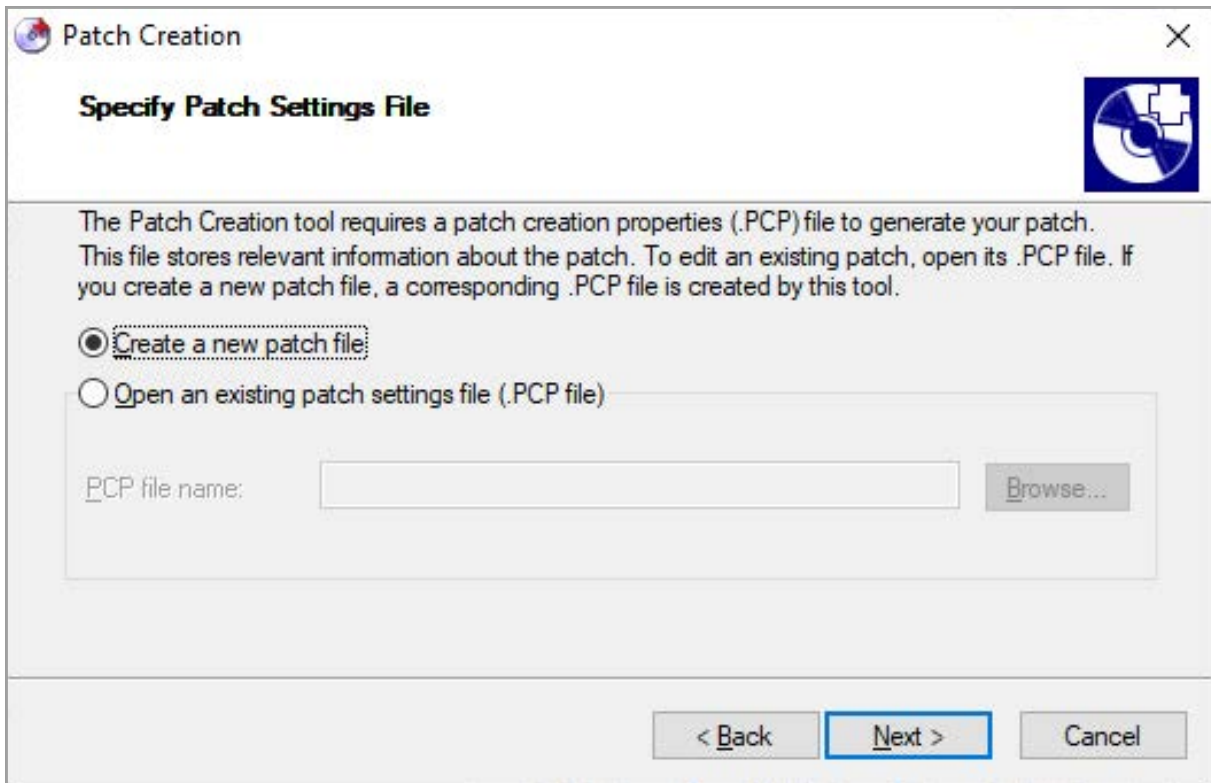 Patch Creation
Specify Patch Settings File
The Patch Creation tool requires a patch creation properties (.PCP) file to generate your patch.
This file stores relevant information about the patch. To edit an existing patch, open its .PCP file. If
you create a new patch file, a corresponding .PCP file is created by this tool.
Create a new patch file
Open an existing patch settings file (.PCP file)
PCP file name:
Browse...
< Back
Next >
Cancel